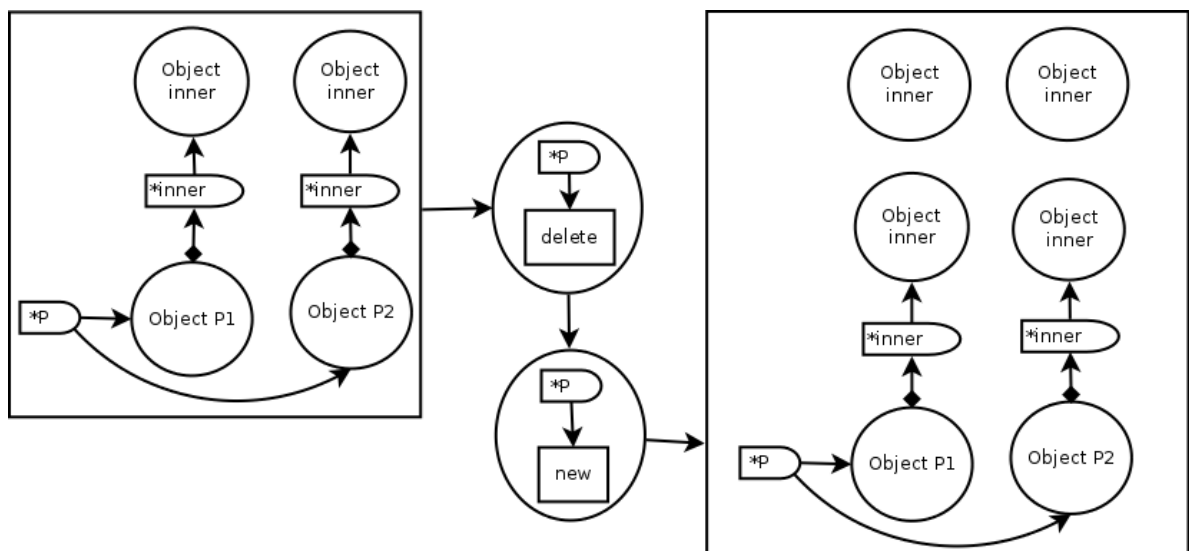 Object
inner
Object
inner
*inner
*inner
*P
Object P1
Object P2
*P
delete
*P
new
Object
inner
Object
inner
Object
inner
Object
inner
*inner
*inner
*P
Object P1
Object P2